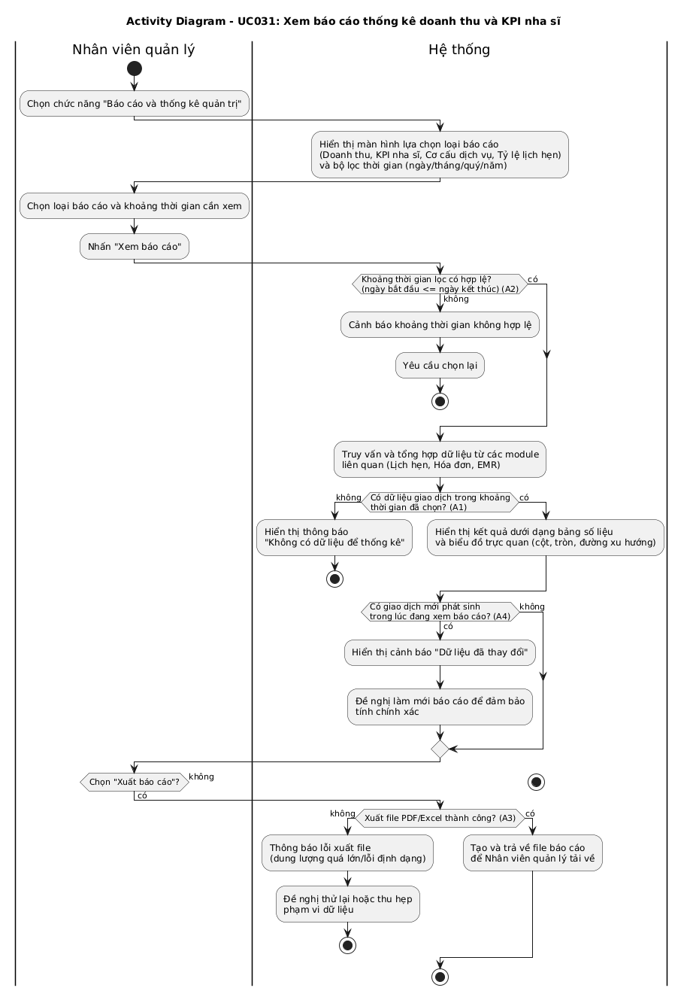 Activity Diagram - UC031: Xem báo cáo thống kê doanh thu và KPI nha sĩ
Nhân viên quản lý
Hệ thống
Chọn chức năng "Báo cáo và thống kê quản trị"
Hiển thị màn hình lựa chọn loại báo cáo
(Doanh thu, KPI nha sĩ, Cơ cấu dịch vụ, Tỷ lệ lịch hẹn)
và bộ lọc thời gian (ngày/tháng/quý/năm)
Chọn loại báo cáo và khoảng thời gian cần xem
Nhấn "Xem báo cáo"
Khoảng thời gian lọc có hợp lệ?
(ngày bắt đầu <= ngày kết thúc) (A2)
có
không
Cảnh báo khoảng thời gian không hợp lệ
Yêu cầu chọn lại
Truy vấn và tổng hợp dữ liệu từ các module
liên quan (Lịch hẹn, Hóa đơn, EMR)
không
Có dữ liệu giao dịch trong khoảng
thời gian đã chọn? (A1)
có
Hiển thị thông báo
"Không có dữ liệu để thống kê"
Hiển thị kết quả dưới dạng bảng số liệu
và biểu đồ trực quan (cột, tròn, đường xu hướng)
Có giao dịch mới phát sinh
trong lúc đang xem báo cáo? (A4)
không
có
Hiển thị cảnh báo "Dữ liệu đã thay đổi"
Đề nghị làm mới báo cáo để đảm bảo
tính chính xác
Chọn "Xuất báo cáo"?
không
có
không
Xuất file PDF/Excel thành công? (A3)
có
Thông báo lỗi xuất file
(dung lượng quá lớn/lỗi định dạng)
Tạo và trả về file báo cáo
để Nhân viên quản lý tải về
Đề nghị thử lại hoặc thu hẹp
phạm vi dữ liệu